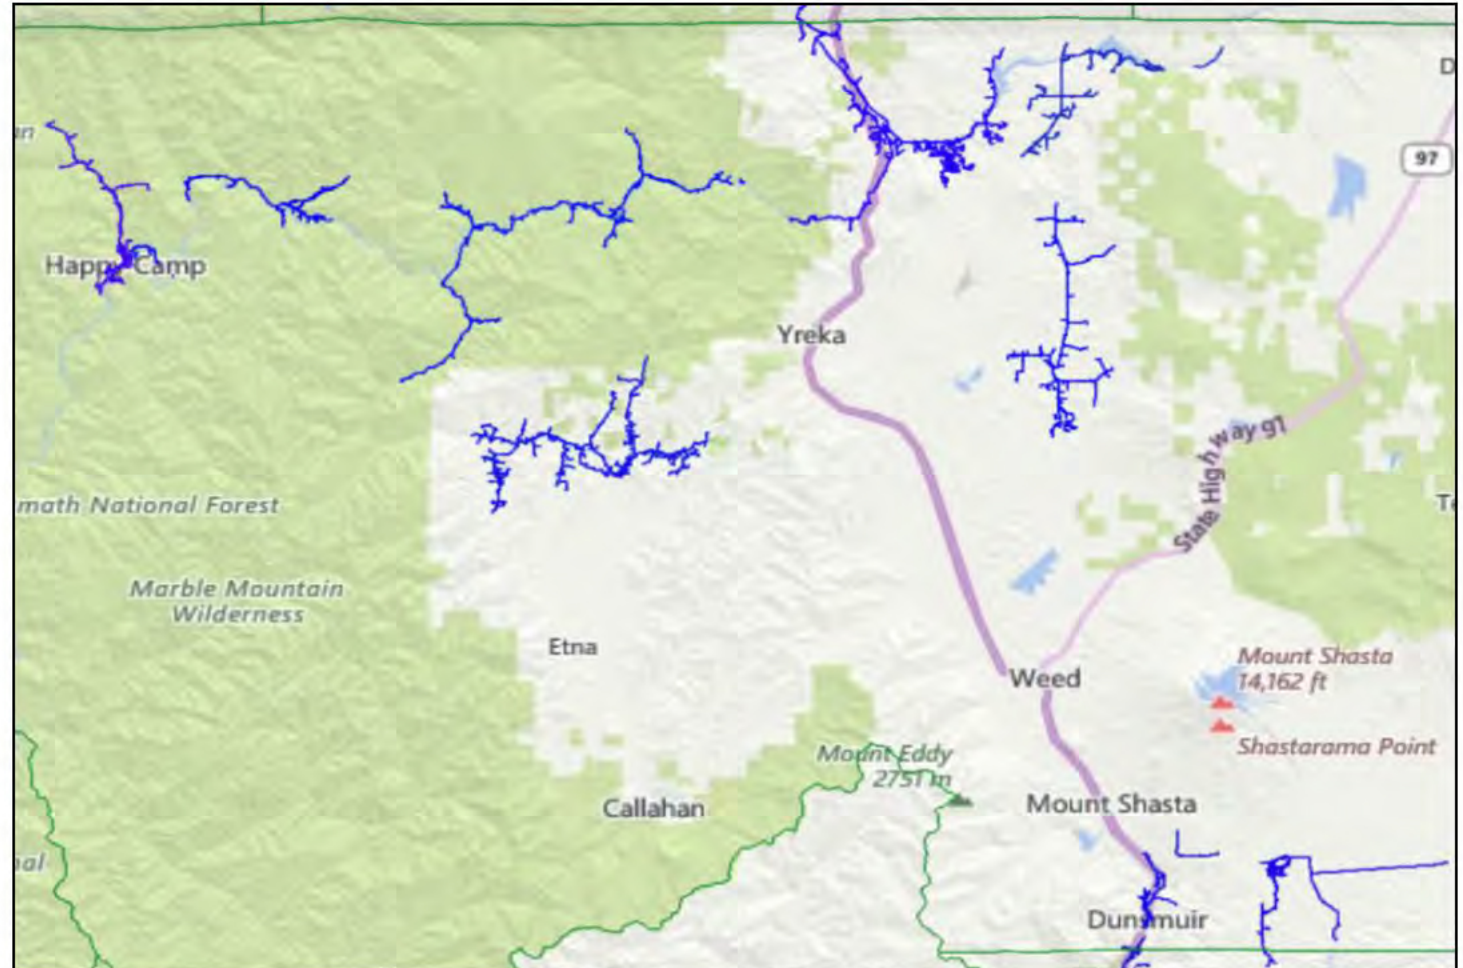 97
Happy Camp
Yreka
State Highway 97
math National Forest
Marble Mountain
Wilderness
Etna
Weed
Mount Shasta
14,162 ft
Shastarama Point
Mount Eddy
2751 m
Callahan
Mount Shasta
nal
Dunsmuir